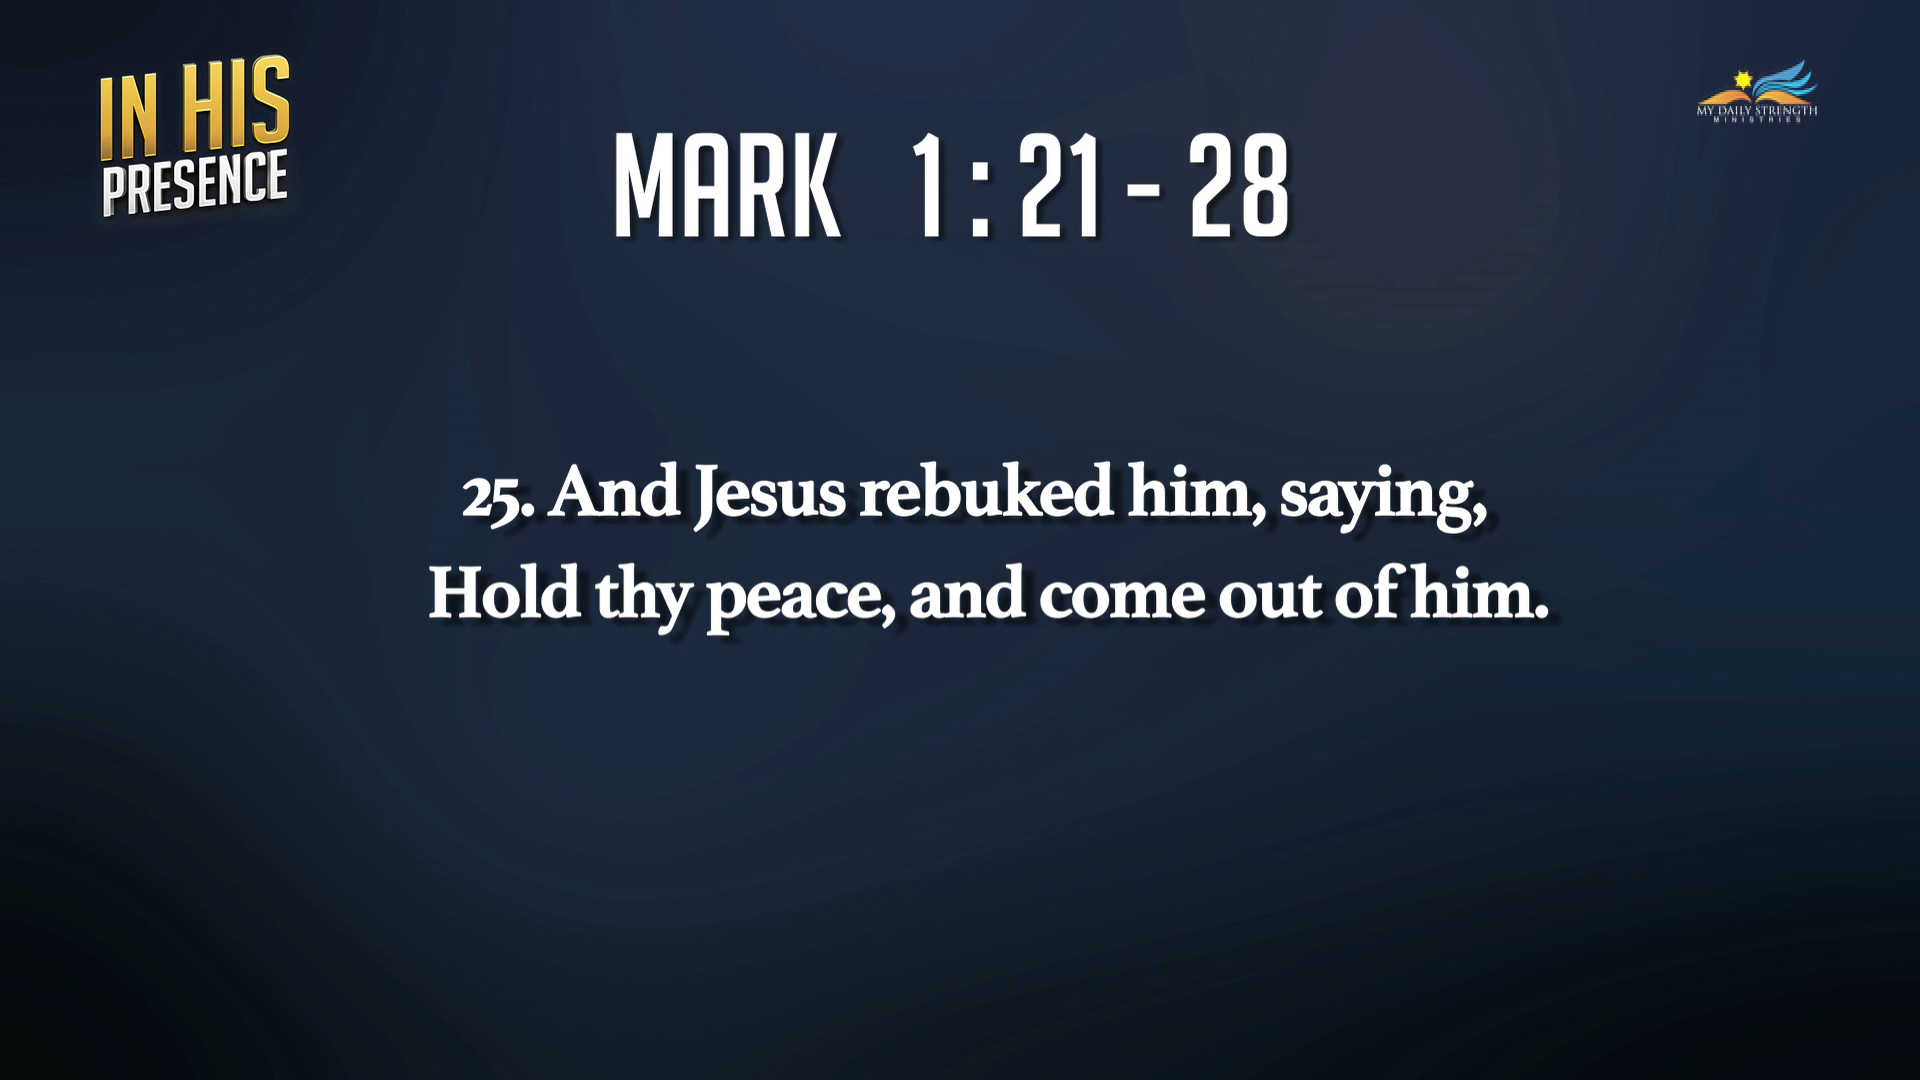 IN HIS
PRESENCE
MY DAILY STRENGTH
MINISTRIES
MARK 1 : 21 - 28
25. And Jesus rebuked him, saying,
Hold thy peace, and come out of him.